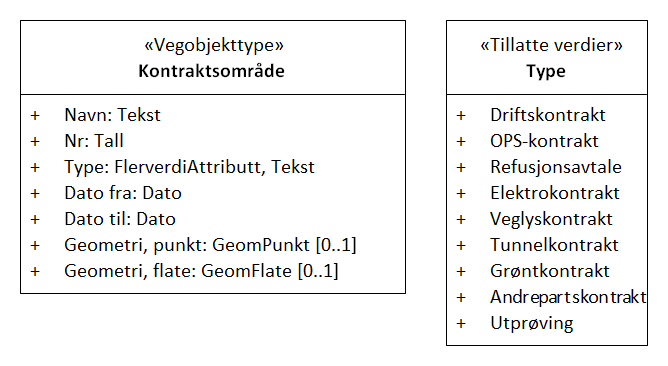 «Vegobjekttype»
Kontraktsområde
+ Navn: Tekst
+ Nr: Tall
+ Type: FlerverdiAttributt, Tekst
+ Dato fra: Dato
+ Dato til: Dato
+ Geometri, punkt: GeomPunkt [0..1]
+ Geometri, flate: GeomFlate [0..1]
«Tillatte verdier»
Type
+ Driftskontrakt
+ OPS-kontrakt
+ Refusjonsavtale
+ Elektrokontrakt
+ Veglyskontrakt
+ Tunnelkontrakt
+ Grøntkontrakt
+ Andrepartskontrakt
+ Utprøving